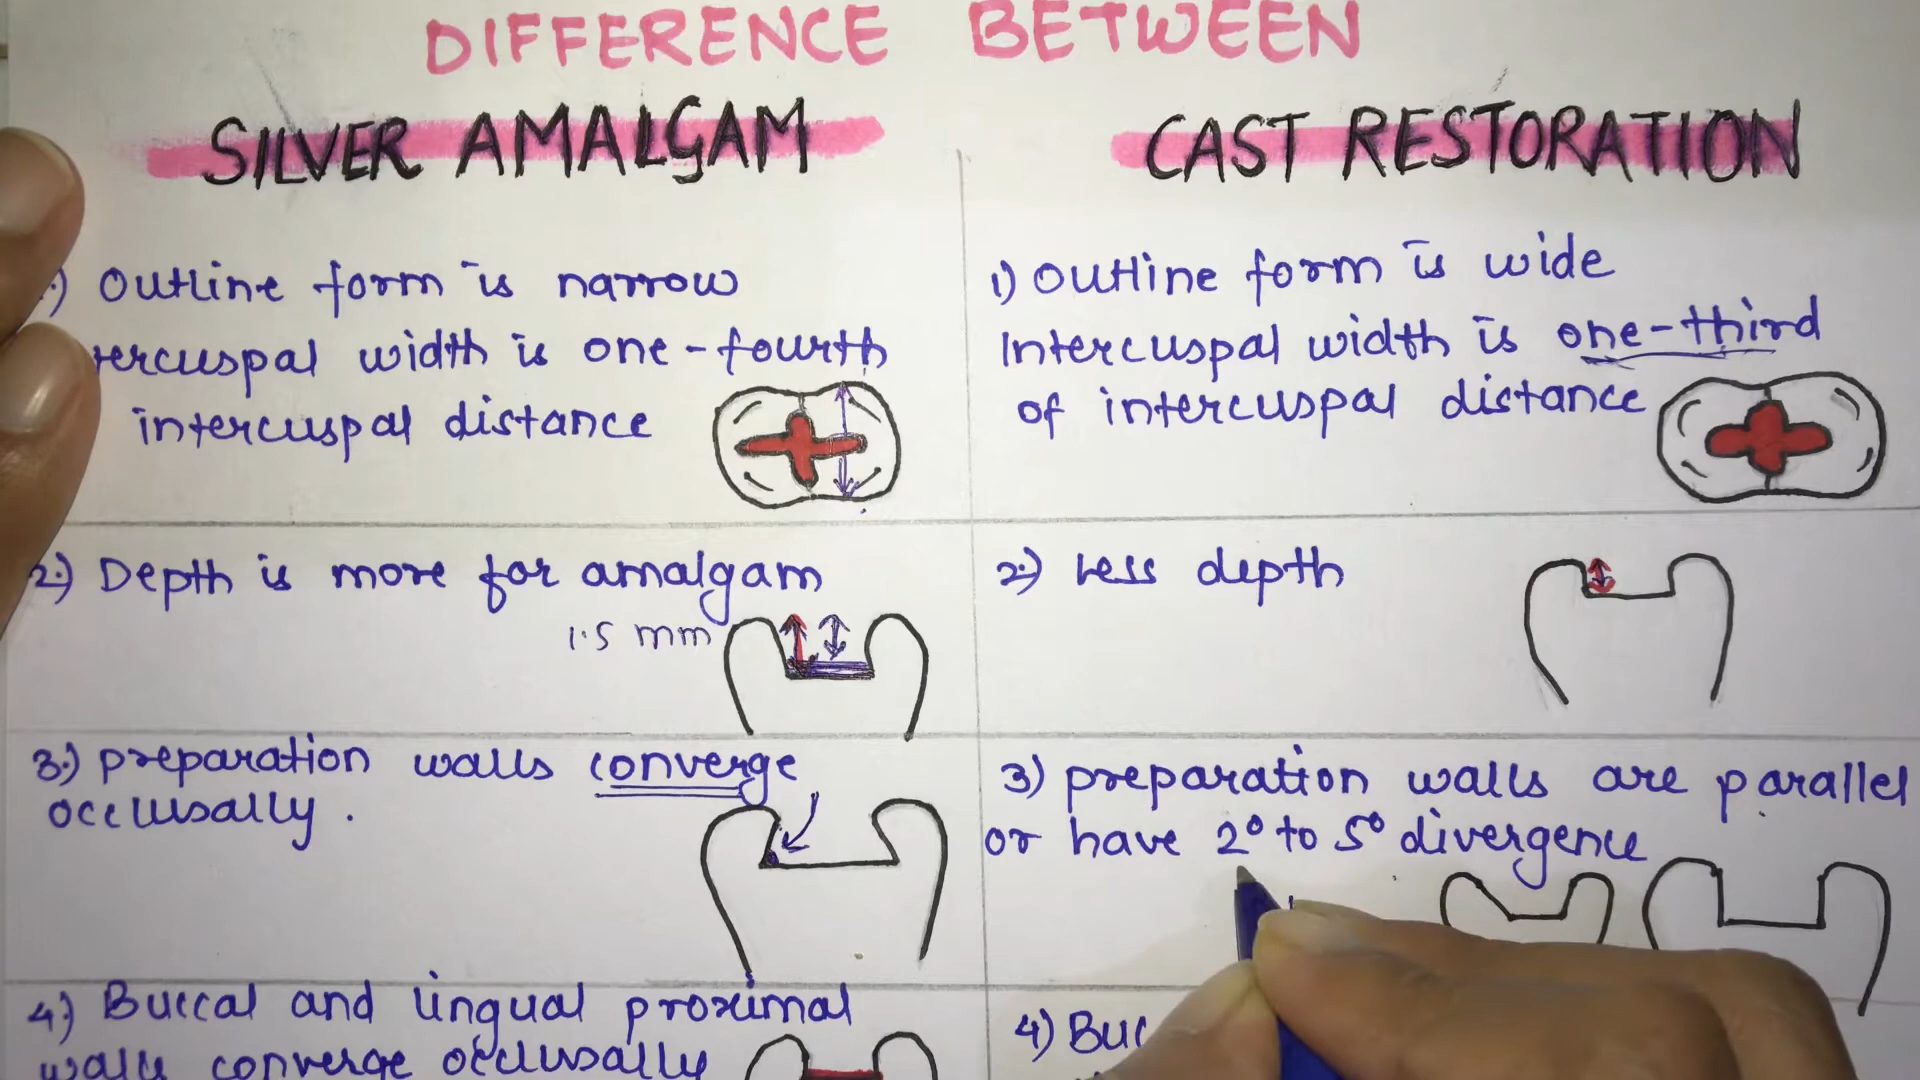 DIFFERENCE BETWEEN
SILVER AMALGAM
CAST RESTORATION
Outline form is narrow
width is one-fourth
intercuspal distance
1) Outline form is wide
Intercuspal width is one-third
of intercuspal distance
2.) Depth is more for amalgam
1.5 mm
2.) Less depth
3.) preparation walls converge
occlusally.
3) preparation walls are parallel
or have 2° to 5° divergence
4.) Buccal and lingual proximal
walls converge occlusally
4)